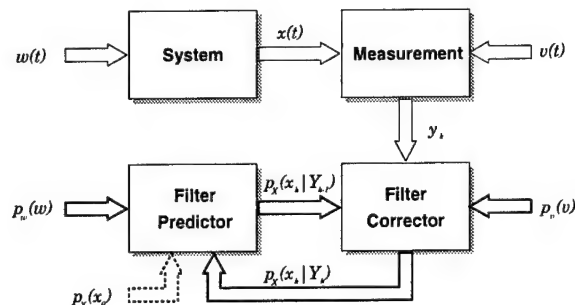 w(t)
System
x(t)
Measurement
v(t)
y_k
p_w(w)
Filter
Predictor
p_X(x_k | Y_{k-1})
Filter
Corrector
p_v(v)
p_X(x_k | Y_k)
p_X(x_0)